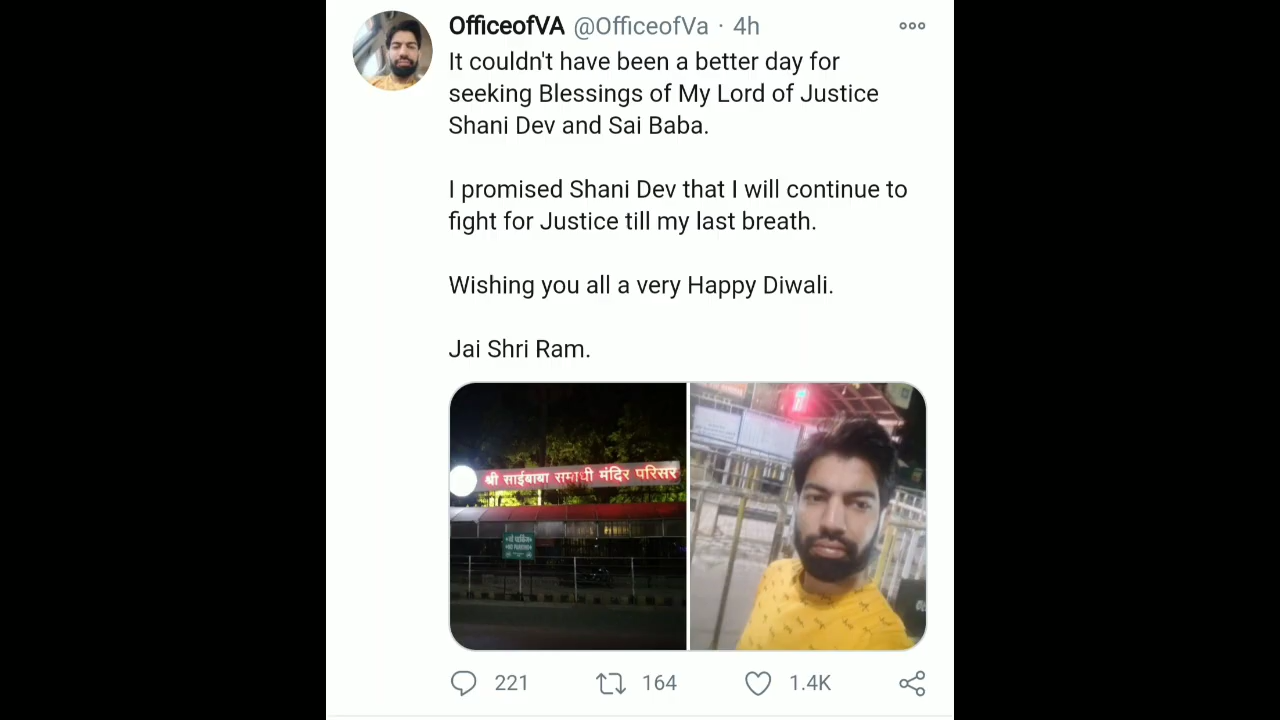 OfficeofVA @OfficeofVa · 4h
It couldn't have been a better day for
seeking Blessings of My Lord of Justice
Shani Dev and Sai Baba.
I promised Shani Dev that I will continue to
fight for Justice till my last breath.
Wishing you all a very Happy Diwali.
Jai Shri Ram.
श्री साईबाबा समाधी मंदिर परिसर
NO PARKING
221 164 1.4K